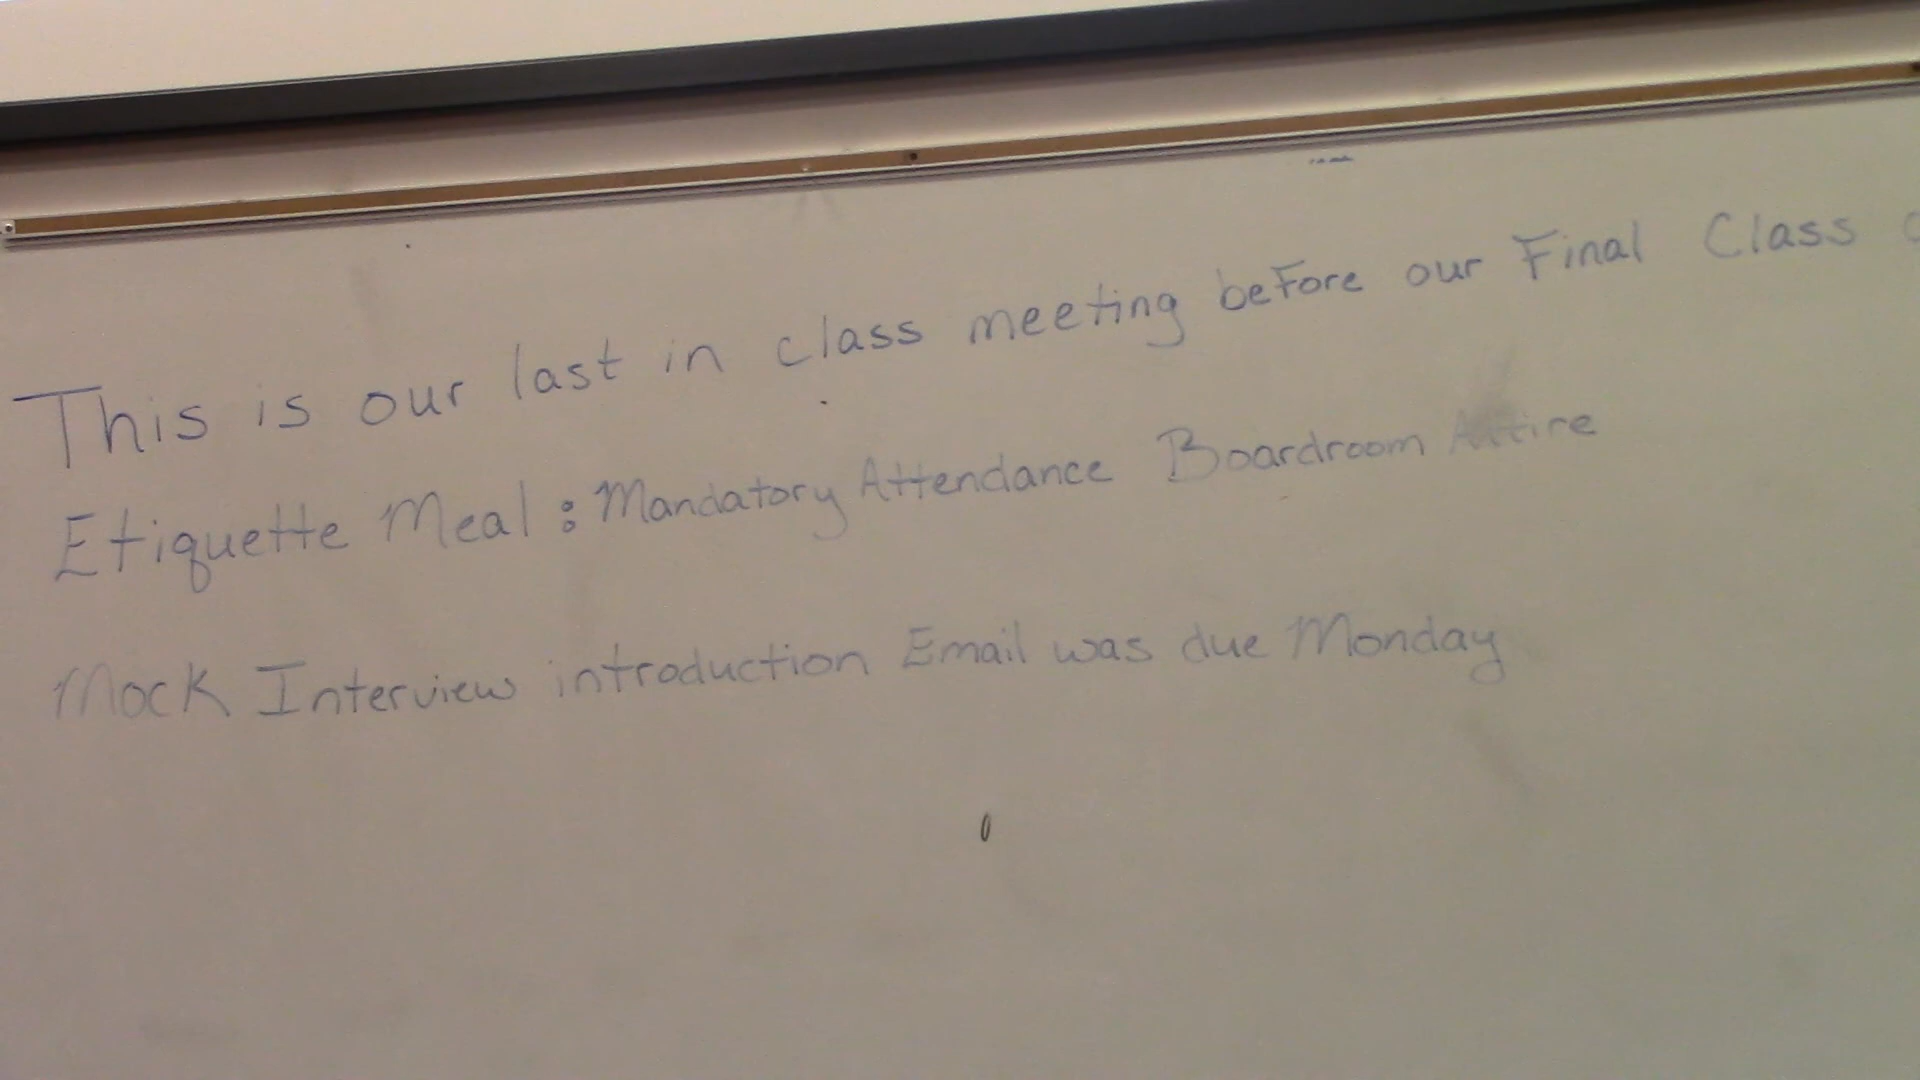 This is our last in class meeting before our Final Class
Etiquette Meal : Mandatory Attendance Boardroom Attire
Mock Interview introduction Email was due Monday